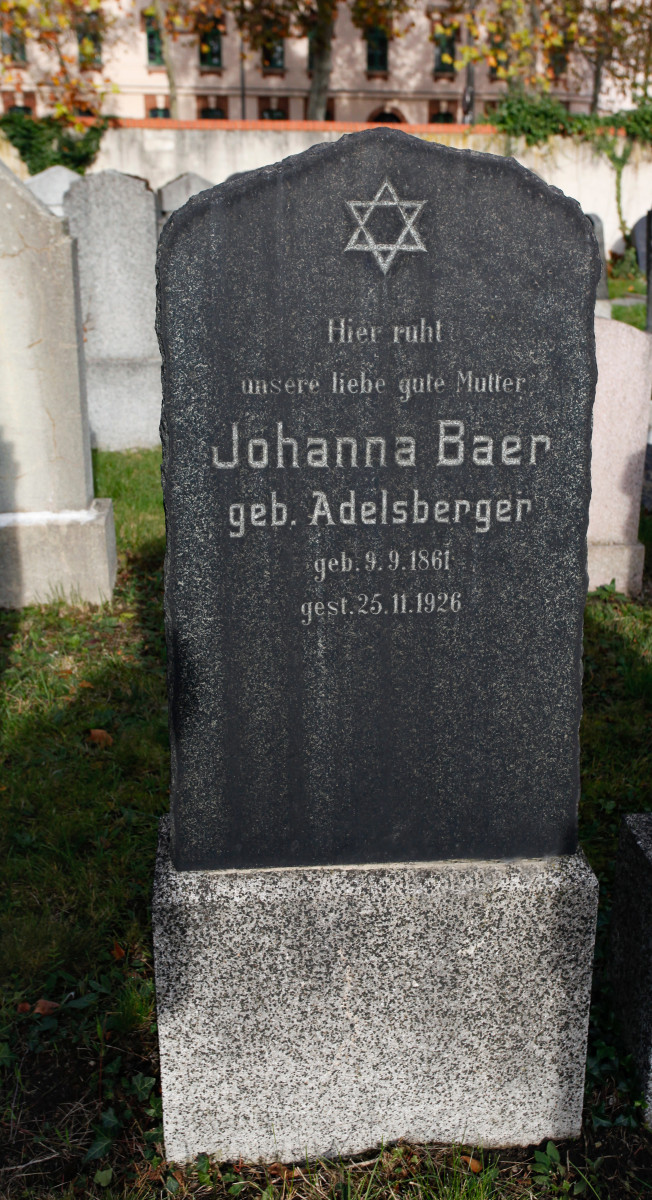 Hier ruht
unsere liebe gute Mutter
Johanna Baer
geb. Adelsberger
geb. 9. 9. 1861
gest. 25. 11. 1926